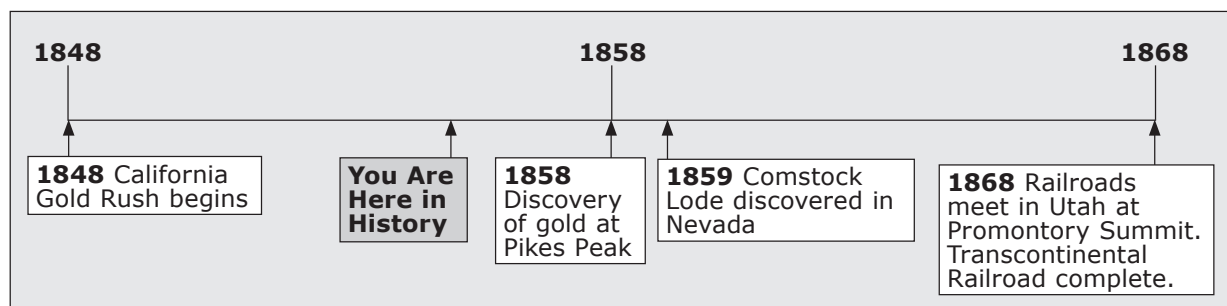 1848
1858
1868
1848 California
Gold Rush begins
You Are
Here in
History
1858
Discovery
of gold at
Pikes Peak
1859 Comstock
Lode discovered in
Nevada
1868 Railroads
meet in Utah at
Promontory Summit.
Transcontinental
Railroad complete.